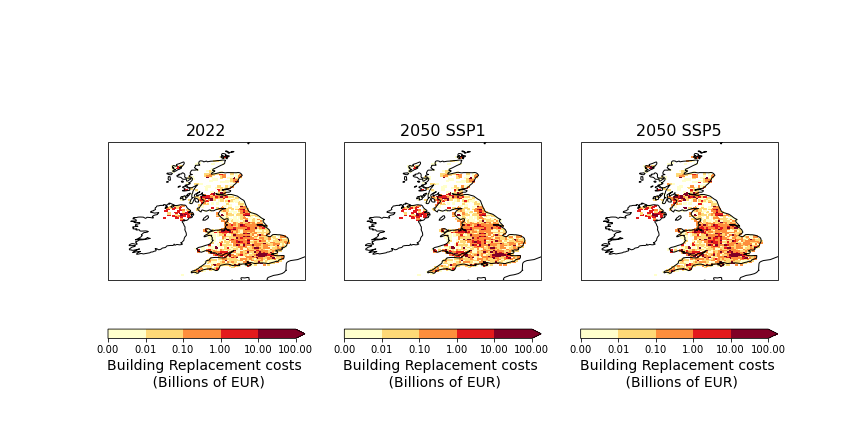 2022 2050 SSP1 2050 SSP5
0.00 0.01 0.10 1.00 10.00 100.00 0.00 0.01 0.10 1.00 10.00 100.00 0.00 0.01 0.10 1.00 10.00 100.00
Building Replacement costs Building Replacement costs Building Replacement costs
(Billions of EUR) (Billions of EUR) (Billions of EUR)